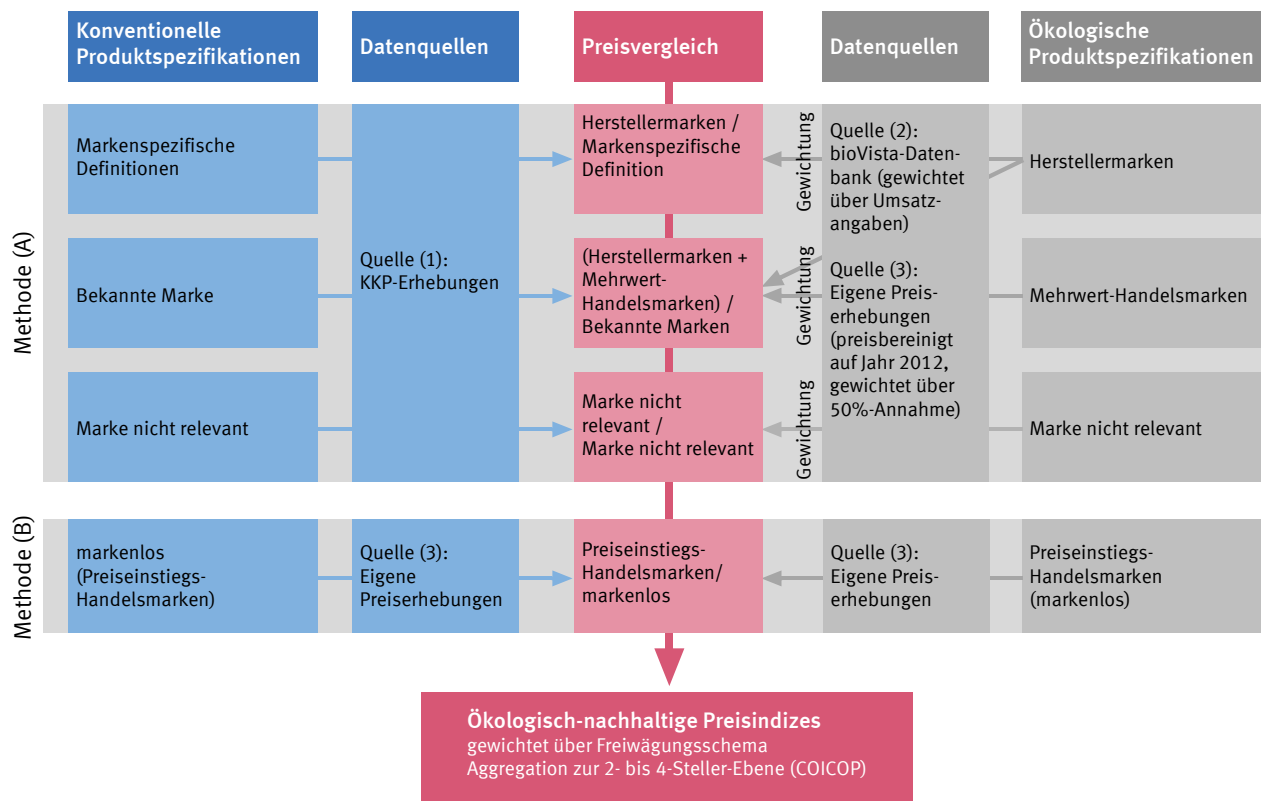 Konventionelle
Produktspezifikationen
Datenquellen
Preisvergleich
Datenquellen
Ökologische
Produktspezifikationen
Methode (A)
Markenspezifische
Definitionen
Bekannte Marke
Marke nicht relevant
Quelle (1):
KKP-Erhebungen
Herstellermarken /
Markenspezifische
Definition
(Herstellermarken +
Mehrwert-
Handelsmarken) /
Bekannte Marken
Marke nicht
relevant /
Marke nicht relevant
Gewichtung
Gewichtung
Gewichtung
Quelle (2):
bioVista-Daten-
bank (gewichtet
über Umsatz-
angaben)
Quelle (3):
Eigene Preis-
erhebungen
(preisbereinigt
auf Jahr 2012,
gewichtet über
50%-Annahme)
Herstellermarken
Mehrwert-Handelsmarken
Marke nicht relevant
Methode (B)
markenlos
(Preiseinstiegs-
Handelsmarken)
Quelle (3):
Eigene
Preiserhebungen
Preiseinstiegs-
Handelsmarken/
markenlos
Quelle (3):
Eigene Preis-
erhebungen
Preiseinstiegs-
Handelsmarken
(markenlos)
Ökologisch-nachhaltige Preisindizes
gewichtet über Freiwägungsschema
Aggregation zur 2- bis 4-Steller-Ebene (COICOP)